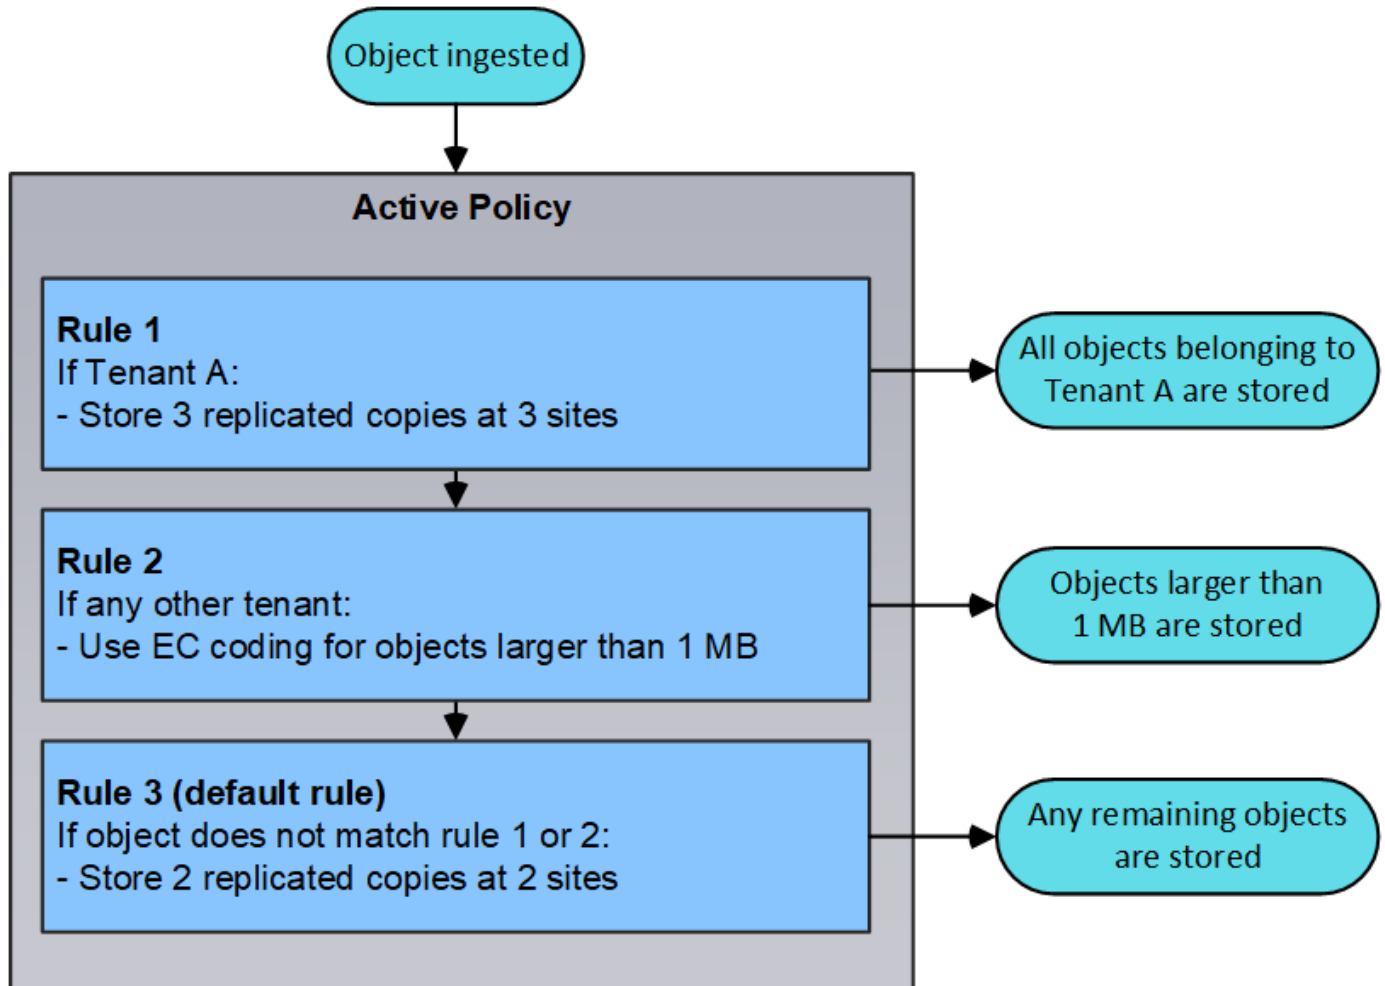 Object ingested
Active Policy
Rule 1
If Tenant A:
- Store 3 replicated copies at 3 sites
All objects belonging to
Tenant A are stored
Rule 2
If any other tenant:
- Use EC coding for objects larger than 1 MB
Objects larger than
1 MB are stored
Rule 3 (default rule)
If object does not match rule 1 or 2:
- Store 2 replicated copies at 2 sites
Any remaining objects
are stored